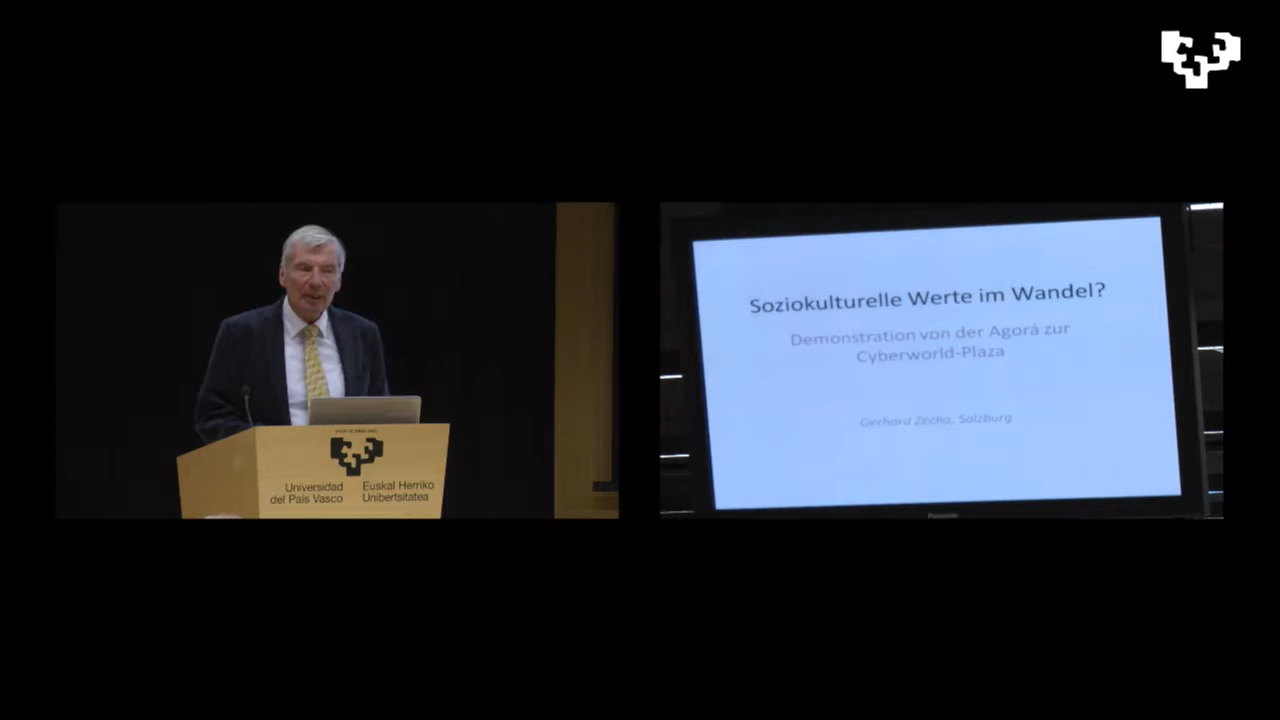 Universidad
del País Vasco
Euskal Herriko
Unibertsitatea
Soziokulturelle Werte im Wandel?
Demonstration von der Agorá zur
Cyberworld-Plaza
Gerhard Zecha, Salzburg
Panasonic